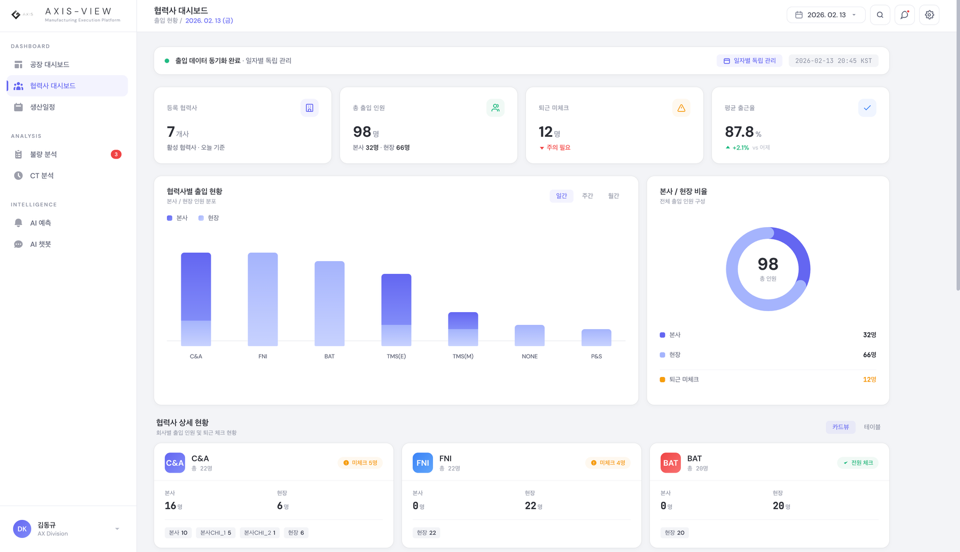 AXIS-VIEW
Manufacturing Execution Platform
DASHBOARD
공장 대시보드
협력사 대시보드
생산일정
ANALYSIS
불량 분석
3
CT 분석
INTELLIGENCE
AI 예측
AI 챗봇
DK
김동규
AX Division
협력사 대시보드
출입 현황 / 2026. 02. 13 (금)
2026. 02. 13
출입 데이터 동기화 완료 · 일자별 독립 관리
일자별 독립 관리
2026-02-13 20:45 KST
등록 협력사
7 개사
활성 협력사 · 오늘 기준
총 출입 인원
98 명
본사 32명 · 현장 66명
퇴근 미체크
12 명
주의 필요
평균 출근율
87.8 %
+2.1% vs 어제
협력사별 출입 현황
본사 / 현장 인원 분포
일간 주간 월간
본사 현장
C&A FNI BAT TMS(E) TMS(M) NONE P&S
본사 / 현장 비율
전체 출입 인원 구성
98
총 인원
본사 32명
현장 66명
퇴근 미체크 12명
협력사 상세 현황
회사별 출입 인원 및 퇴근 체크 현황
카드뷰 테이블
C&A
C&A
총 22명
미체크 5명
본사 현장
16 명 6 명
본사 10 본사CHI_1 5 본사CHI_2 1 현장 6
FNI
FNI
총 22명
미체크 4명
본사 현장
0 명 22 명
현장 22
BAT
BAT
총 20명
전원 체크
본사 현장
0 명 20 명
현장 20